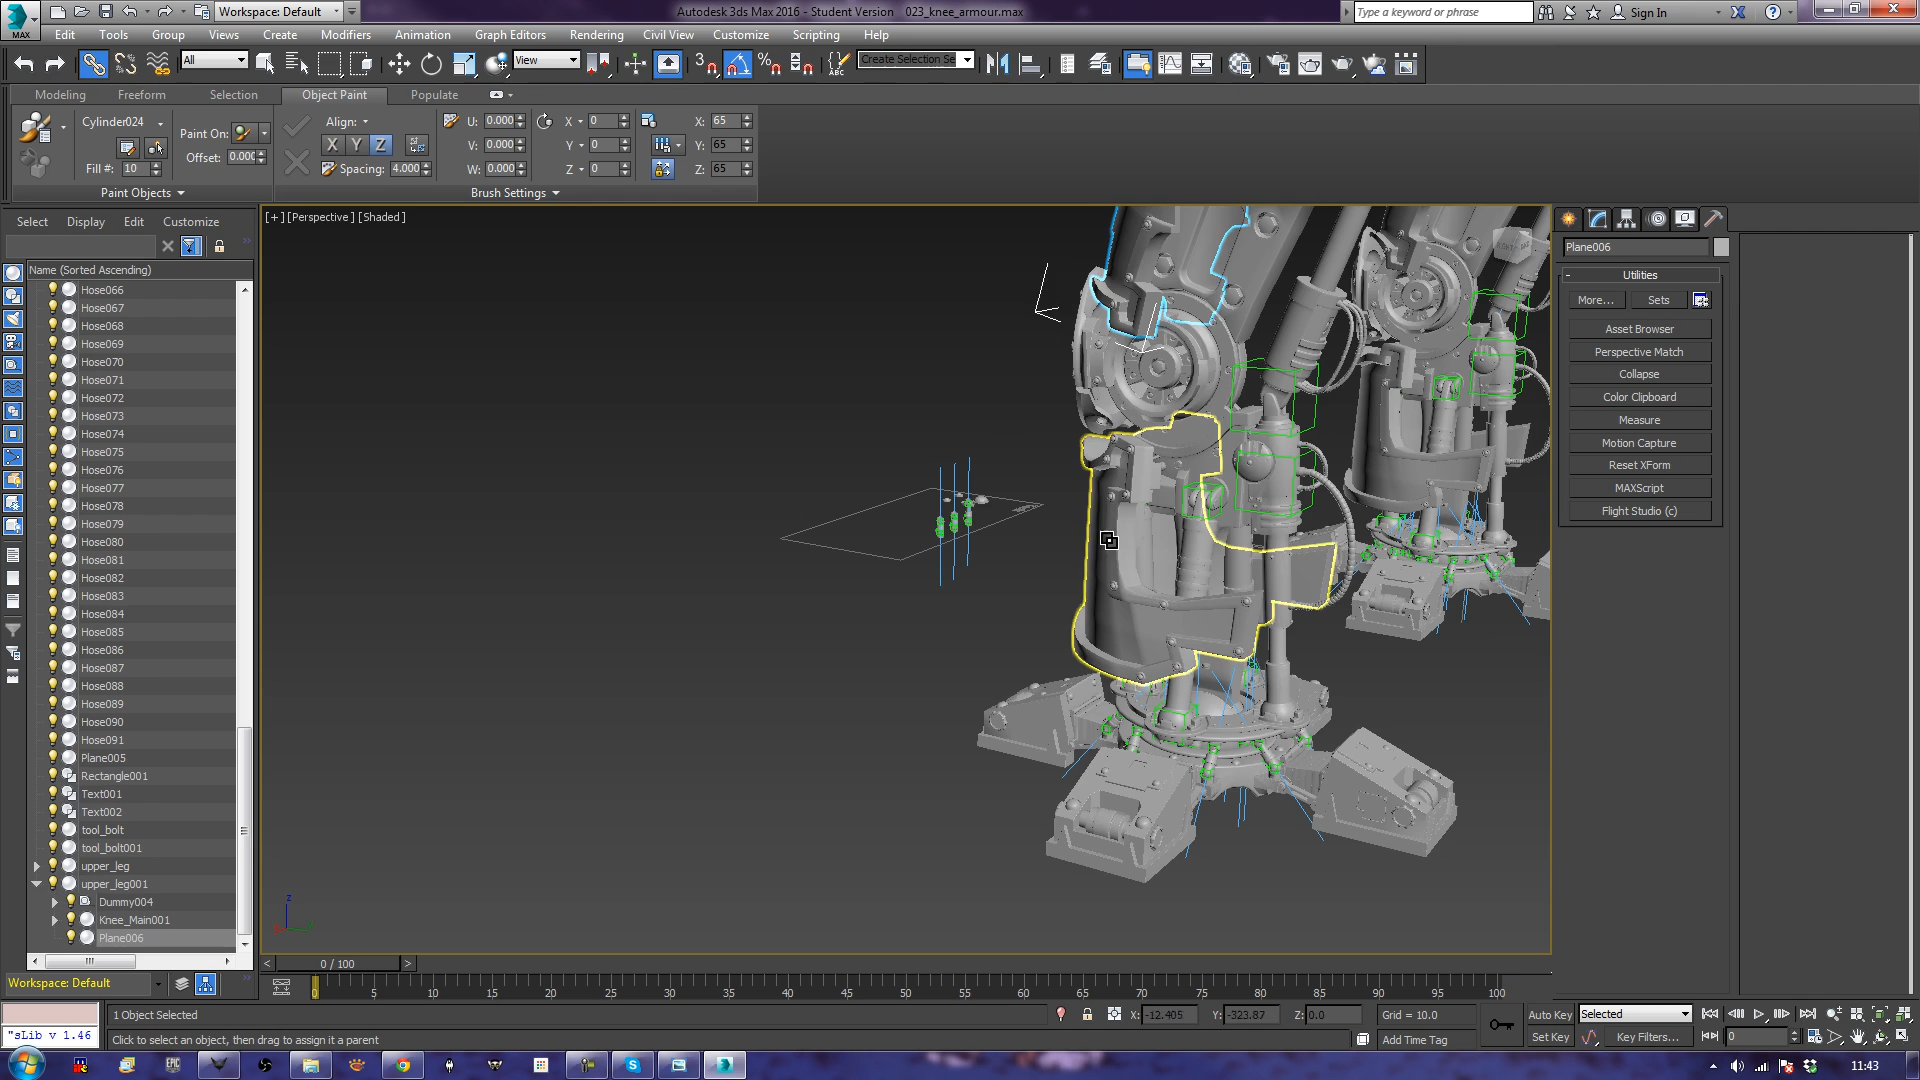 Workspace: Default
Autodesk 3ds Max 2016 - Student Version 023_knee_armour.max
Type a keyword or phrase
Sign In
MAX
Edit Tools Group Views Create Modifiers Animation Graph Editors Rendering Civil View Customize Scripting Help
All
View
3
ABC
Create Selection Se
Modeling Freeform Selection Object Paint Populate
Cylinder024
Paint On:
Offset: 0.000
Fill #: 10
Paint Objects
Align:
X Y Z
Spacing: 4.000
U: 0.000
V: 0.000
W: 0.000
X 0
Y 0
Z 0
X: 65
Y: 65
Z: 65
Brush Settings
Select Display Edit Customize
Name (Sorted Ascending)
Hose066
Hose067
Hose068
Hose069
Hose070
Hose071
Hose072
Hose073
Hose074
Hose075
Hose076
Hose077
Hose078
Hose079
Hose080
Hose081
Hose082
Hose083
Hose084
Hose085
Hose086
Hose087
Hose088
Hose089
Hose090
Hose091
Plane005
Rectangle001
Text001
Text002
tool_bolt
tool_bolt001
upper_leg
upper_leg001
Dummy004
Knee_Main001
Plane006
Workspace: Default
[+] [Perspective] [Shaded]
z
Plane006
- Utilities
More... Sets
Asset Browser
Perspective Match
Collapse
Color Clipboard
Measure
Motion Capture
Reset XForm
MAXScript
Flight Studio (c)
< 0 / 100 >
0 5 10 15 20 25 30 35 40 45 50 55 60 65 70 75 80 85 90 95 100
"sLib v 1.46
1 Object Selected
Click to select an object, then drag to assign it a parent
X: -12.405 Y: -323.87 Z: 0.0 Grid = 10.0
Add Time Tag
Auto Key Selected
Set Key Key Filters...
0
EPIC
11:43